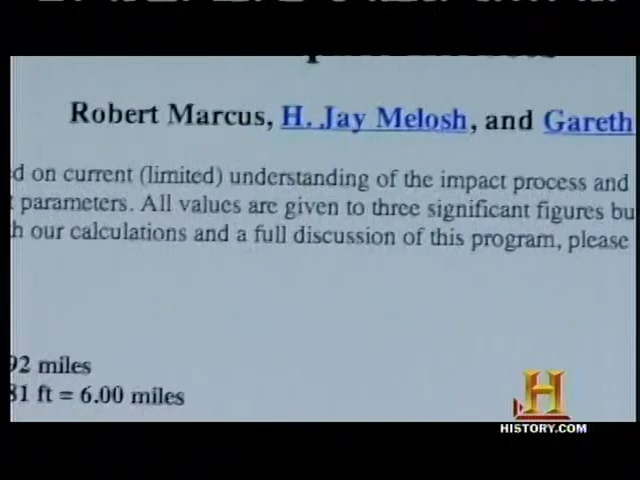 Robert Marcus, H. Jay Melosh, and Gareth
d on current (limited) understanding of the impact process and
parameters. All values are given to three significant figures bu
h our calculations and a full discussion of this program, please
92 miles
81 ft = 6.00 miles
H
HISTORY.COM